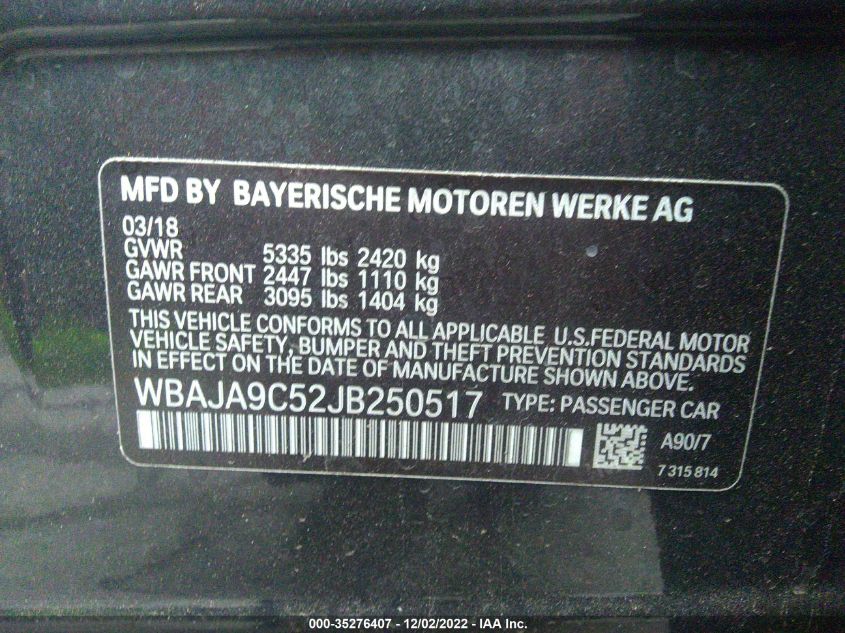 MFD BY BAYERISCHE MOTOREN WERKE AG
03/18
GVWR 5335 lbs 2420 kg
GAWR FRONT 2447 lbs 1110 kg
GAWR REAR 3095 lbs 1404 kg
THIS VEHICLE CONFORMS TO ALL APPLICABLE U.S.FEDERAL MOTOR
VEHICLE SAFETY, BUMPER AND THEFT PREVENTION STANDARDS
IN EFFECT ON THE DATE OF MANUFACTURE SHOWN ABOVE.
WBAJA9C52JB250517 TYPE: PASSENGER CAR
A90/7
7 315 814
000-35276407 - 12/02/2022 - IAA Inc.